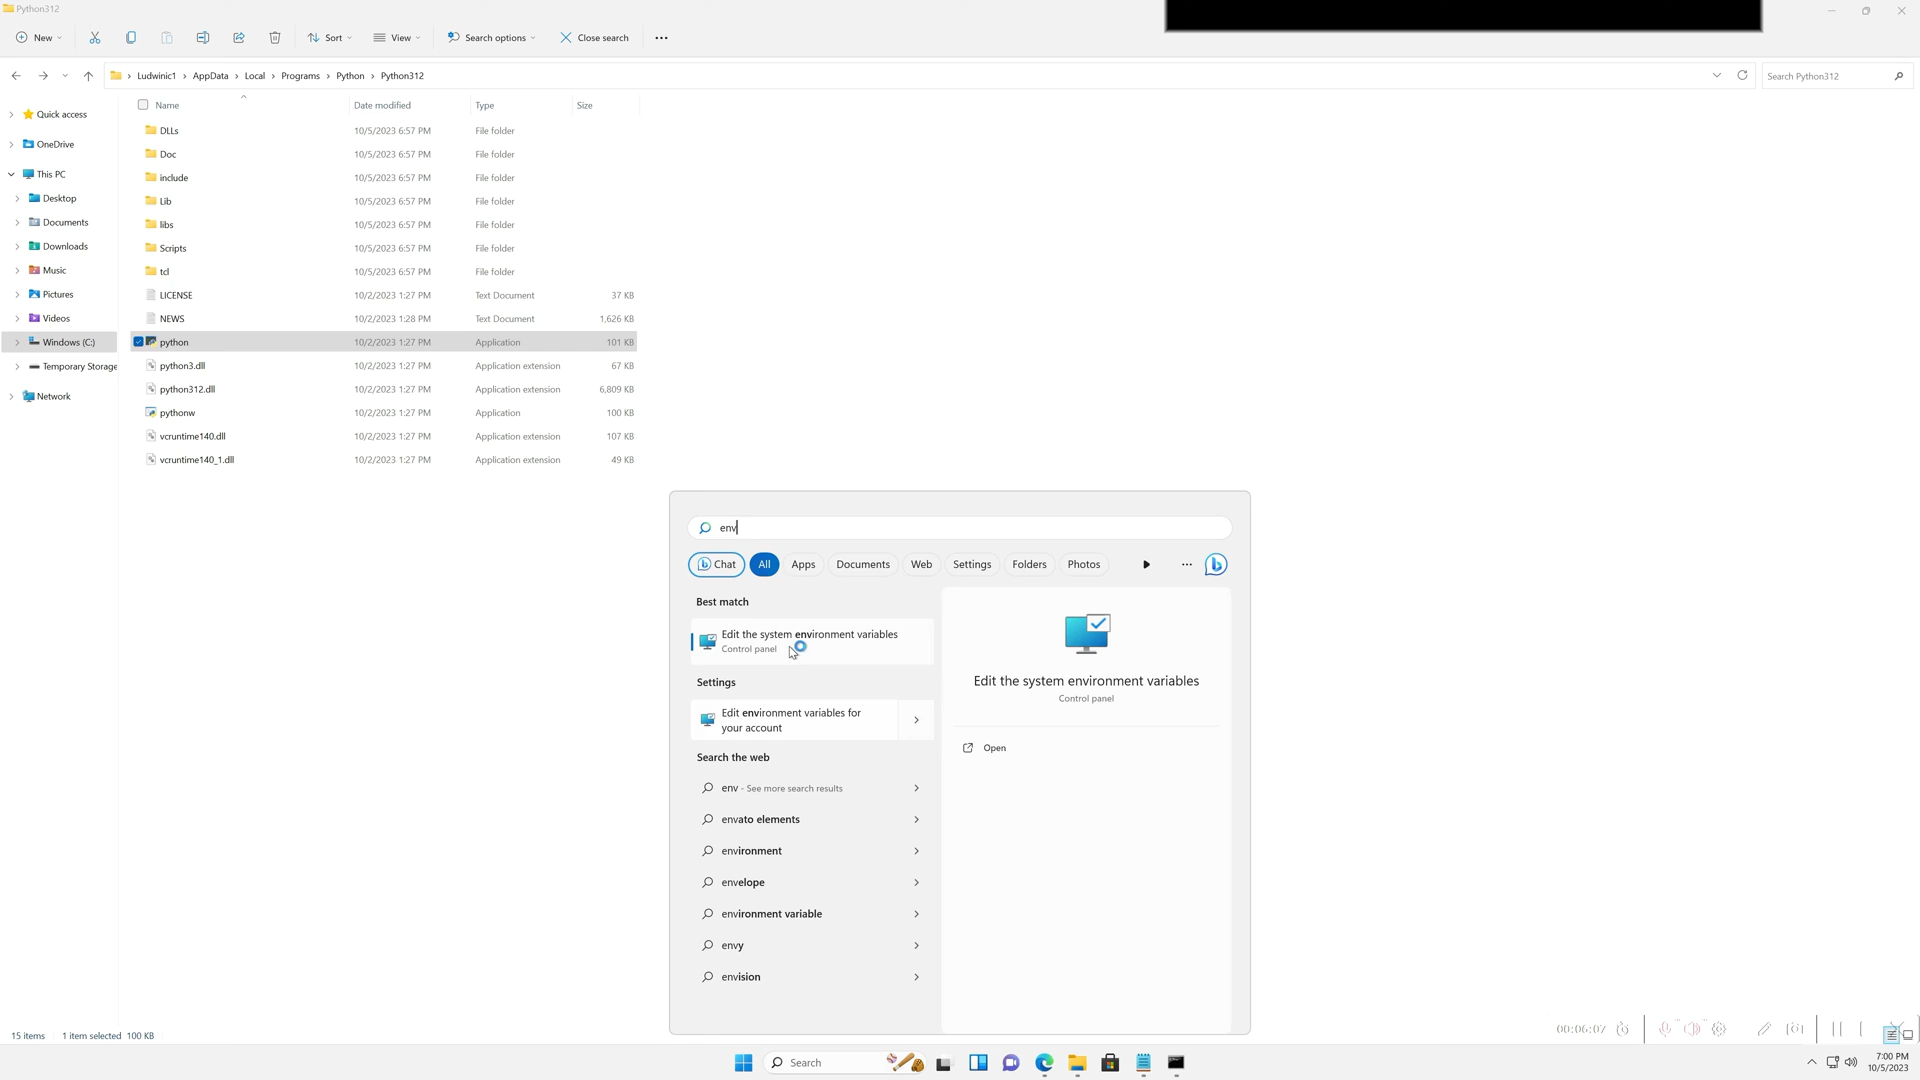 Python312
New
Sort
View
Search options
Close search
Ludwinic1 > AppData > Local > Programs > Python > Python312
Search Python312
Name Date modified Type Size
Quick access
OneDrive
This PC
Desktop
Documents
Downloads
Music
Pictures
Videos
Windows (C:)
Temporary Storage
Network
DLLs 10/5/2023 6:57 PM File folder
Doc 10/5/2023 6:57 PM File folder
include 10/5/2023 6:57 PM File folder
Lib 10/5/2023 6:57 PM File folder
libs 10/5/2023 6:57 PM File folder
Scripts 10/5/2023 6:57 PM File folder
tcl 10/5/2023 6:57 PM File folder
LICENSE 10/2/2023 1:27 PM Text Document 37 KB
NEWS 10/2/2023 1:28 PM Text Document 1,626 KB
python 10/2/2023 1:27 PM Application 101 KB
python3.dll 10/2/2023 1:27 PM Application extension 67 KB
python312.dll 10/2/2023 1:27 PM Application extension 6,809 KB
pythonw 10/2/2023 1:27 PM Application 100 KB
vcruntime140.dll 10/2/2023 1:27 PM Application extension 107 KB
vcruntime140_1.dll 10/2/2023 1:27 PM Application extension 49 KB
env
Chat All Apps Documents Web Settings Folders Photos
Best match
Edit the system environment variables
Control panel
Settings
Edit environment variables for
your account
Search the web
env - See more search results
envato elements
environment
envelope
environment variable
envy
envision
Edit the system environment variables
Control panel
Open
15 items 1 item selected 100 KB
00:06:07
Search
7:00 PM
10/5/2023